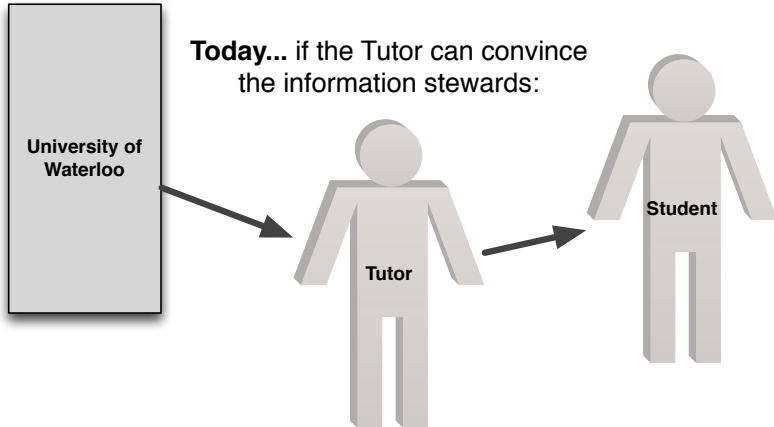 Today... if the Tutor can convince
the information stewards:
University of
Waterloo
Tutor
Student